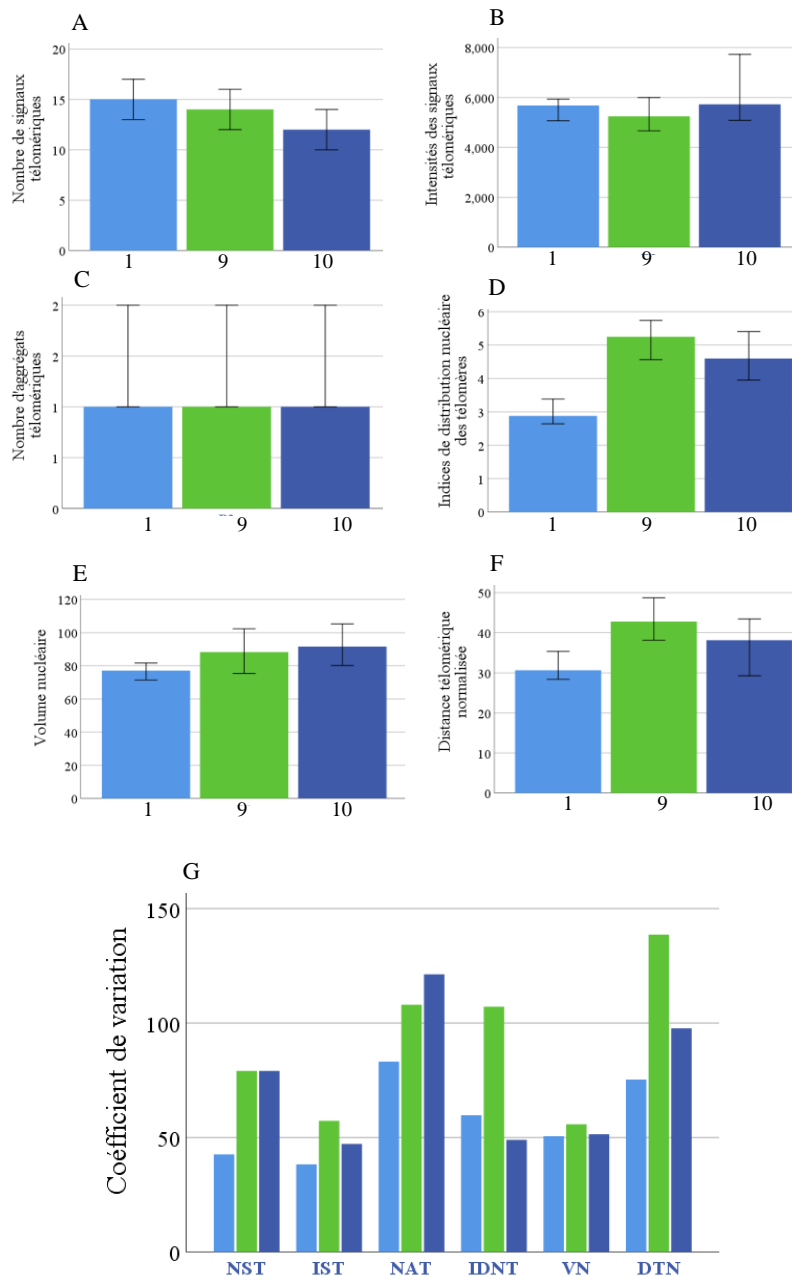 A
Nombre de signaux
télomériques
20
15
10
5
0
1
9
10
B
Intensités des signaux
télomériques
8,000
6,000
4,000
2,000
0
1
9
10
C
Nombre d'aggrégats
télomériques
2
2
1
1
0
1
9
10
D
Indices de distribution nucléaire
des télomères
6
5
4
3
2
1
0
1
9
10
E
Volume nucléaire
120
100
80
60
40
20
0
1
9
10
F
Distance télomérique
normalisée
50
40
30
20
10
0
1
9
10
G
Coéfficient de variation
150
100
50
0
NST
IST
NAT
IDNT
VN
DTN